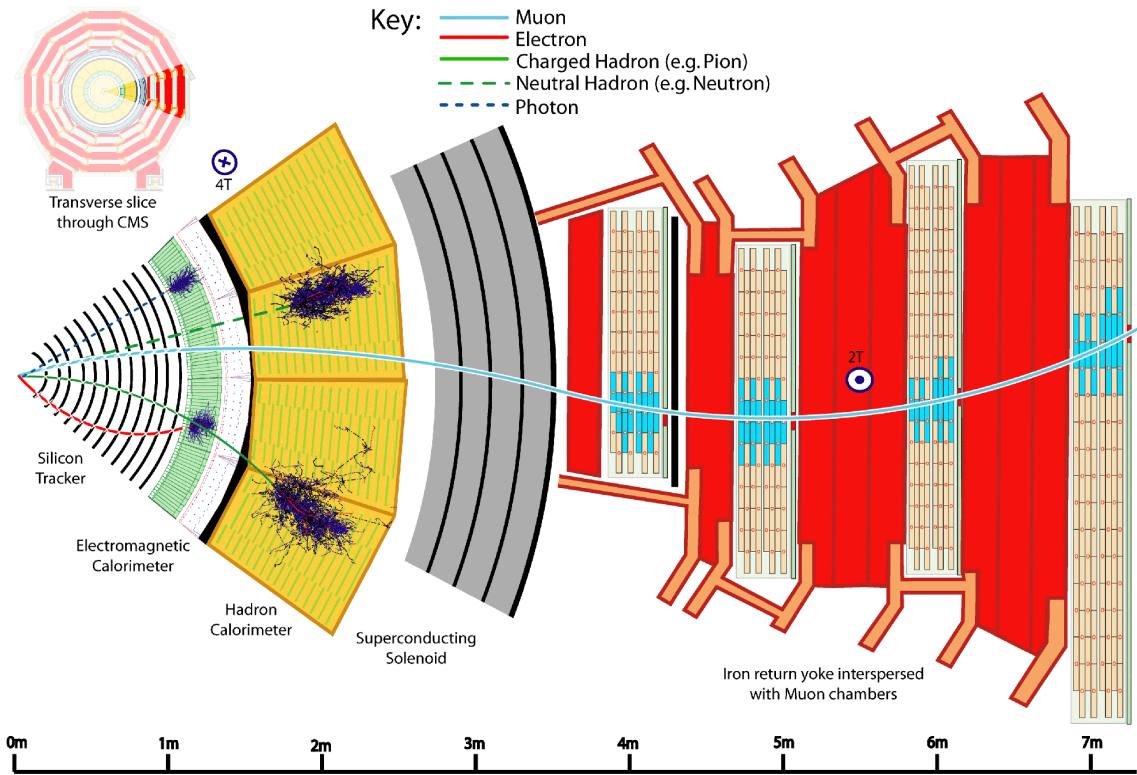 Key:
Muon
Electron
Charged Hadron (e.g. Pion)
Neutral Hadron (e.g. Neutron)
Photon
Transverse slice
through CMS
4T
2T
Silicon
Tracker
Electromagnetic
Calorimeter
Hadron
Calorimeter
Superconducting
Solenoid
Iron return yoke interspersed
with Muon chambers
0m
1m
2m
3m
4m
5m
6m
7m